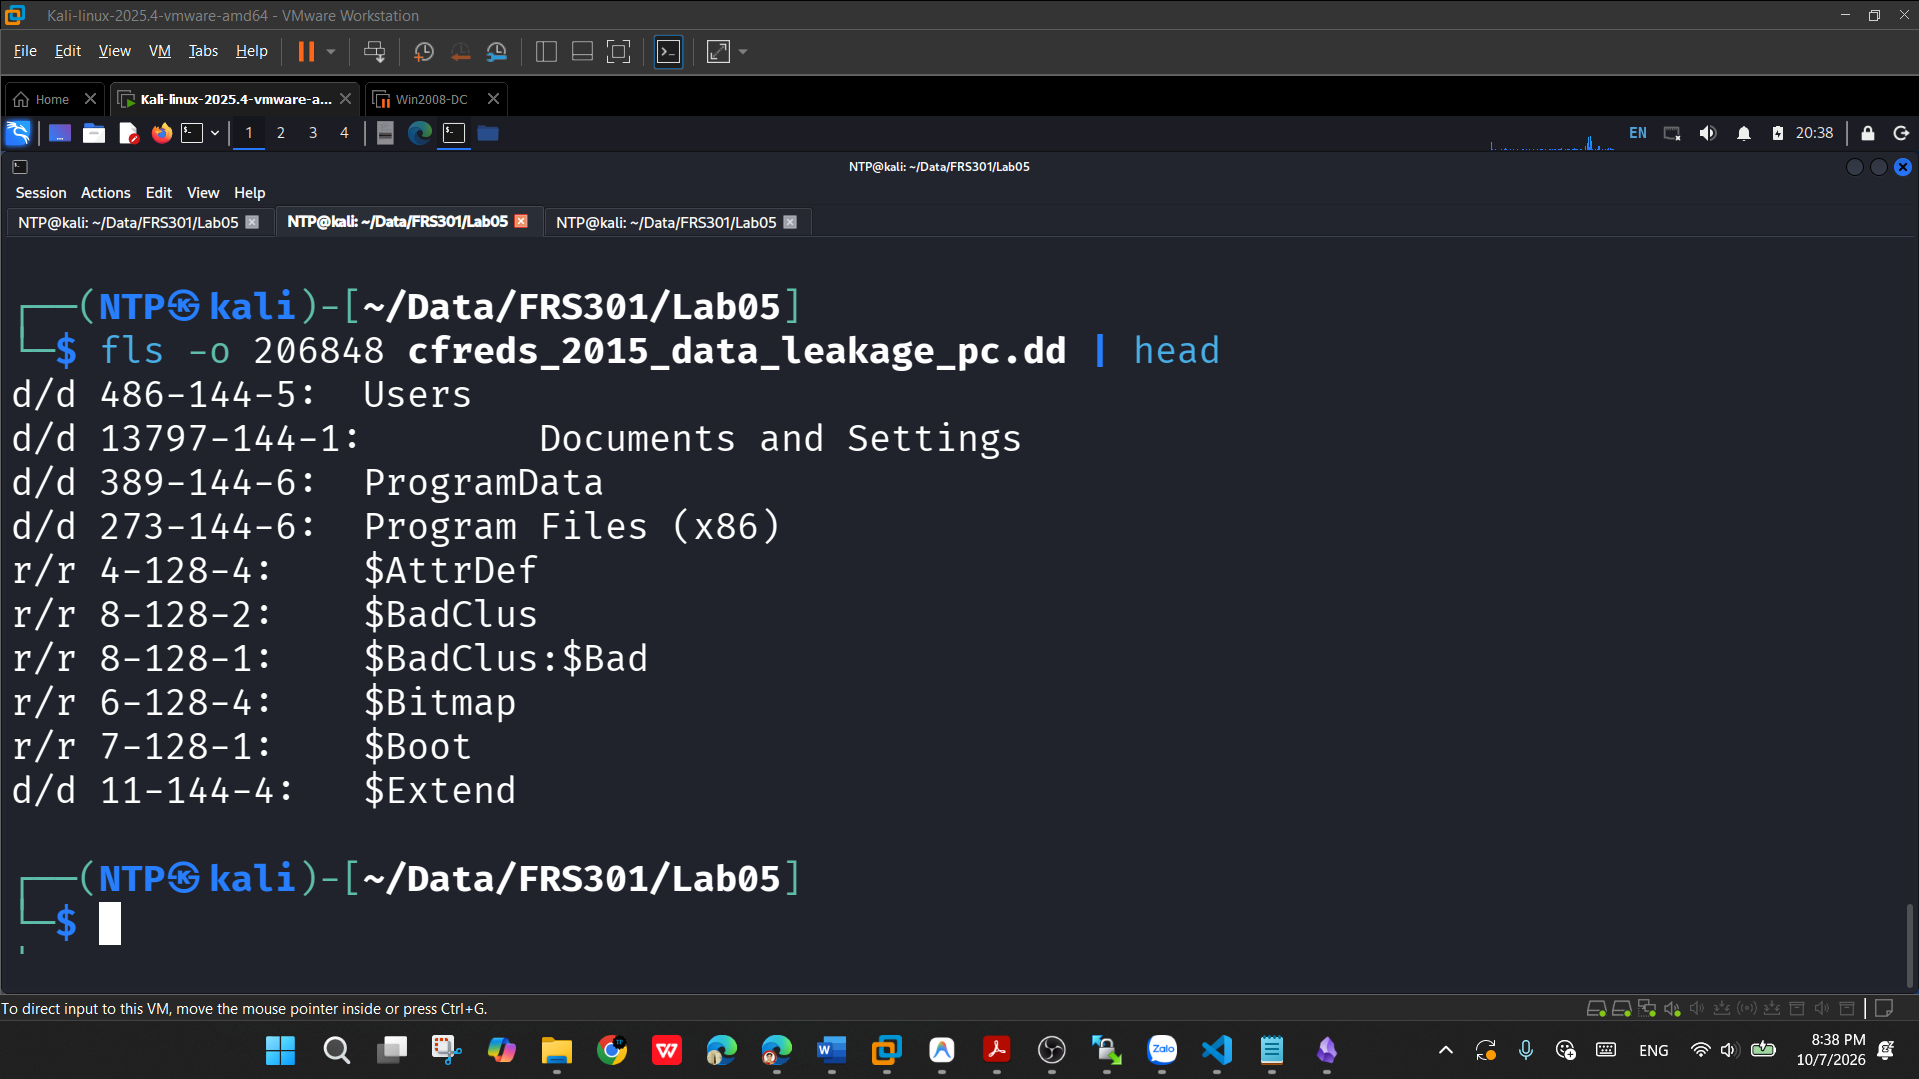 Kali-linux-2025.4-vmware-amd64 - VMware Workstation
File Edit View VM Tabs Help
Home Kali-linux-2025.4-vmware-a... Win2008-DC
1 2 3 4 EN 20:38
NTP@kali: ~/Data/FRS301/Lab05
Session Actions Edit View Help
NTP@kali: ~/Data/FRS301/Lab05 NTP@kali: ~/Data/FRS301/Lab05 NTP@kali: ~/Data/FRS301/Lab05
┌──(NTP㉿kali)-[~/Data/FRS301/Lab05]
└─$ fls -o 206848 cfreds_2015_data_leakage_pc.dd | head
d/d 486-144-5: Users
d/d 13797-144-1: Documents and Settings
d/d 389-144-6: ProgramData
d/d 273-144-6: Program Files (x86)
r/r 4-128-4: $AttrDef
r/r 8-128-2: $BadClus
r/r 8-128-1: $BadClus:$Bad
r/r 6-128-4: $Bitmap
r/r 7-128-1: $Boot
d/d 11-144-4: $Extend
┌──(NTP㉿kali)-[~/Data/FRS301/Lab05]
└─$
To direct input to this VM, move the mouse pointer inside or press Ctrl+G.
Zalo
ENG
8:38 PM
10/7/2026